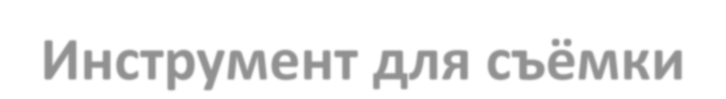 Инструмент для съёмки